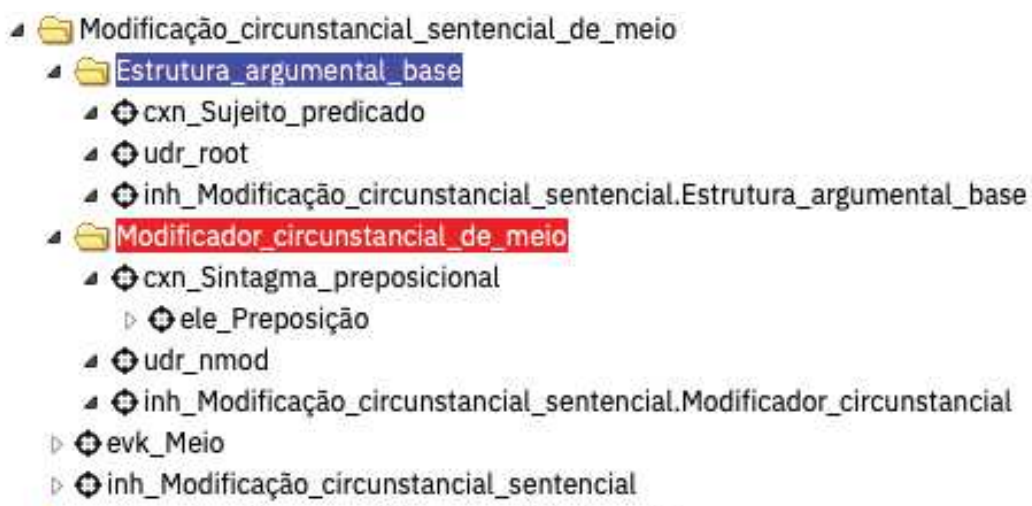 Modificação_circunstancial_sentencial_de_meio
Estrutura_argumental_base
cxn_Sujeito_predicado
udr_root
inh_Modificação_circunstancial_sentencial.Estrutura_argumental_base
Modificador_circunstancial_de_meio
cxn_Sintagma_preposicional
ele_Preposição
udr_nmod
inh_Modificação_circunstancial_sentencial.Modificador_circunstancial
evk_Meio
inh_Modificação_circunstancial_sentencial